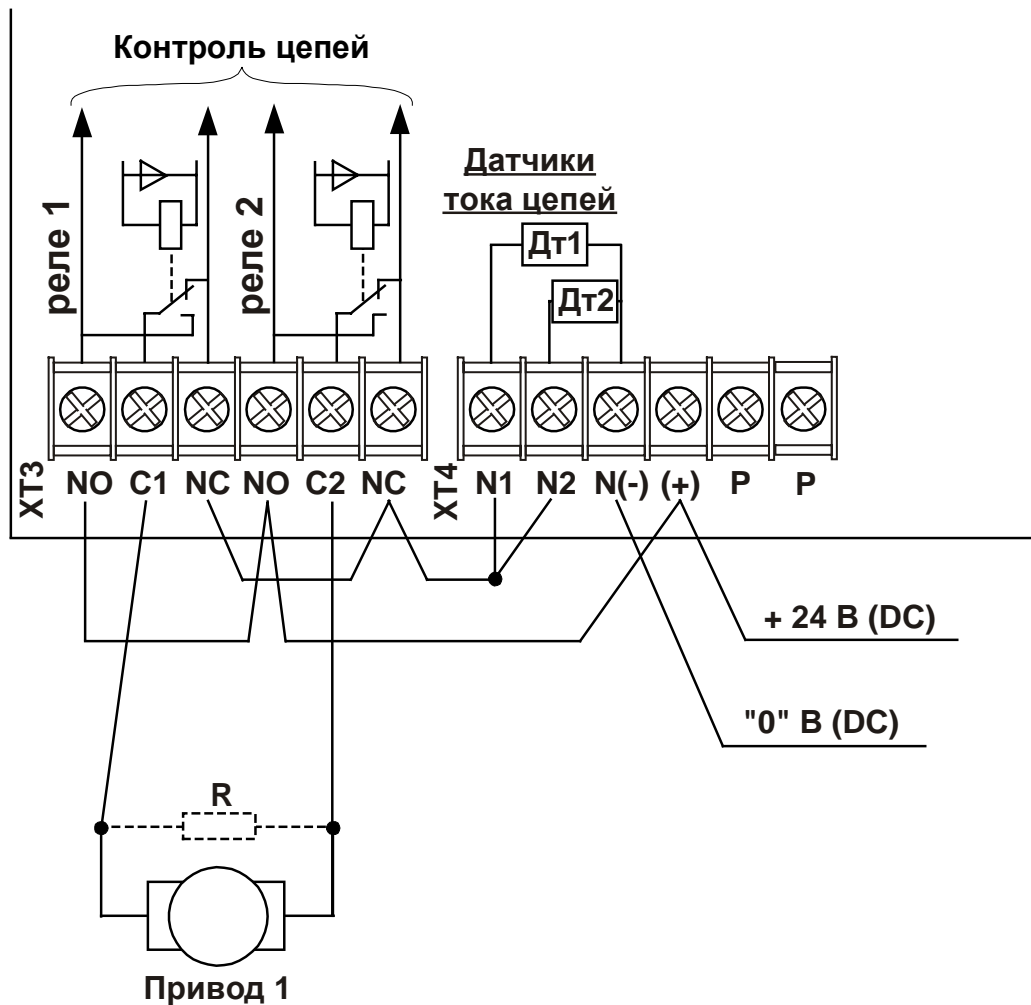 Контроль цепей
реле 1
реле 2
Датчики
тока цепей
Дт1
Дт2
XT3
NO C1 NC NO C2 NC
XT4
N1 N2 N(-) (+) P P
+ 24 В (DC)
"0" В (DC)
R
Привод 1